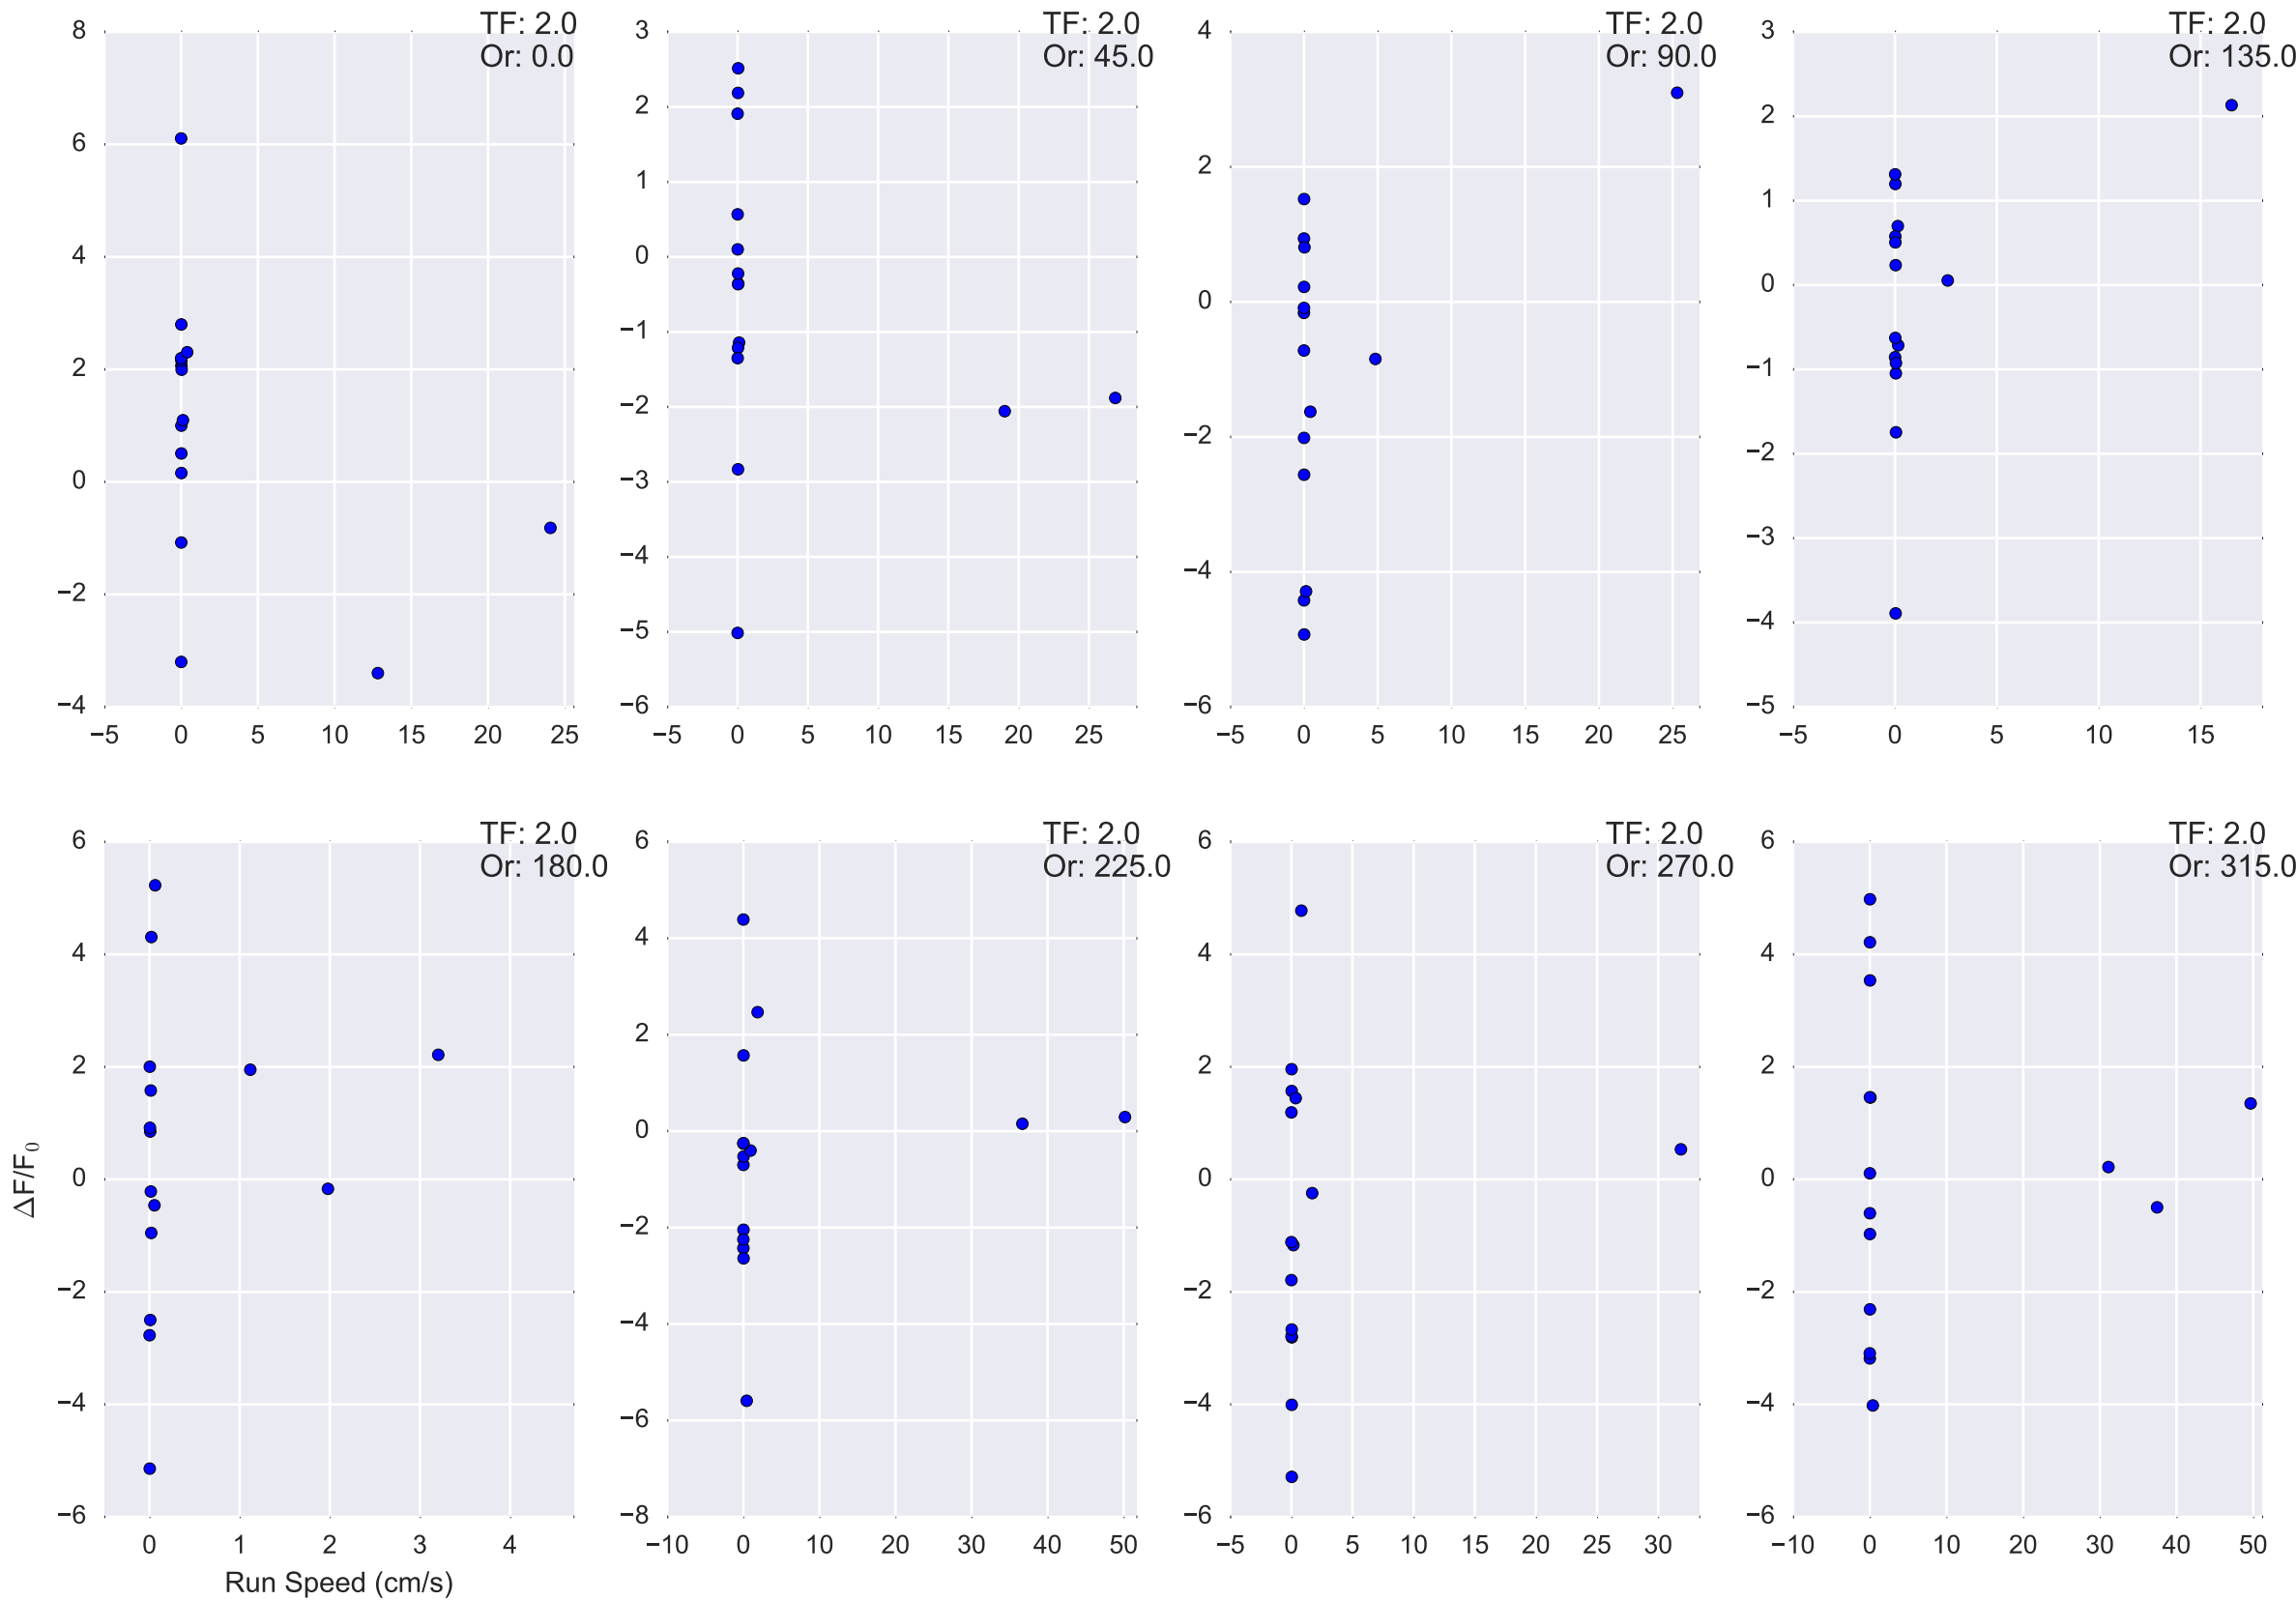 TF: 2.0
Or: 0.0
8
6
4
2
0
−2
−4
−5 0 5 10 15 20 25
TF: 2.0
Or: 45.0
3
2
1
0
−1
−2
−3
−4
−5
−6
−5 0 5 10 15 20 25
TF: 2.0
Or: 90.0
4
2
0
−2
−4
−6
−5 0 5 10 15 20 25
TF: 2.0
Or: 135.0
3
2
1
0
−1
−2
−3
−4
−5
−5 0 5 10 15
TF: 2.0
Or: 180.0
6
4
2
0
−2
−4
−6
0 1 2 3 4
ΔF/F₀
Run Speed (cm/s)
TF: 2.0
Or: 225.0
6
4
2
0
−2
−4
−6
−8
−10 0 10 20 30 40 50
TF: 2.0
Or: 270.0
6
4
2
0
−2
−4
−6
−5 0 5 10 15 20 25 30
TF: 2.0
Or: 315.0
6
4
2
0
−2
−4
−6
−10 0 10 20 30 40 50